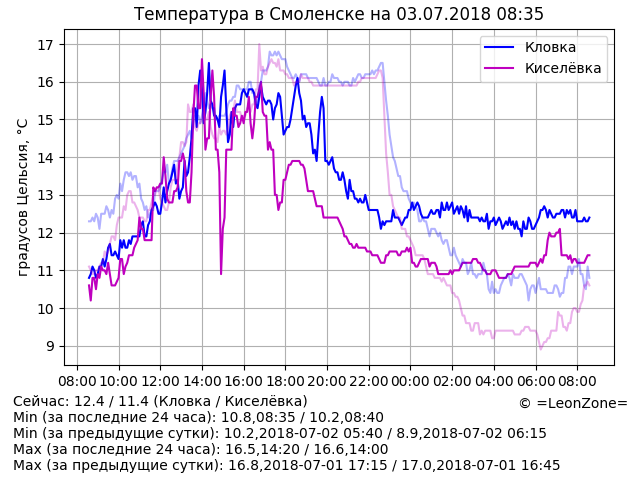 Температура в Смоленске на 03.07.2018 08:35
градусов Цельсия, °C
17
16
15
14
13
12
11
10
9
Кловка
Киселёвка
08:00 10:00 12:00 14:00 16:00 18:00 20:00 22:00 00:00 02:00 04:00 06:00 08:00
Сейчас: 12.4 / 11.4 (Кловка / Киселёвка)
© =LeonZone=
Min (за последние 24 часа): 10.8,08:35 / 10.2,08:40
Min (за предыдущие сутки): 10.2,2018-07-02 05:40 / 8.9,2018-07-02 06:15
Max (за последние 24 часа): 16.5,14:20 / 16.6,14:00
Max (за предыдущие сутки): 16.8,2018-07-01 17:15 / 17.0,2018-07-01 16:45